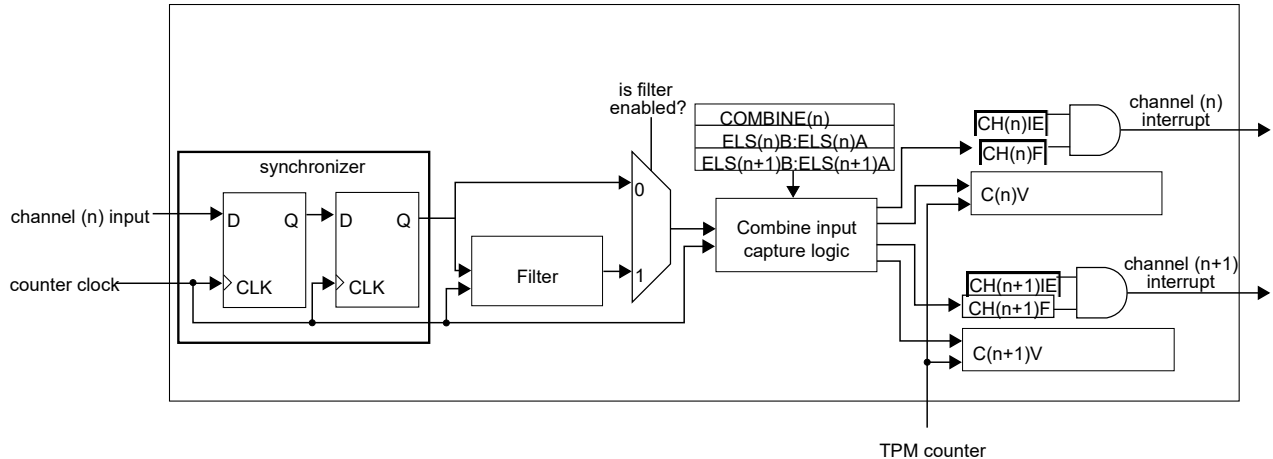 is filter
enabled?
COMBINE(n)
ELS(n)B:ELS(n)A
ELS(n+1)B:ELS(n+1)A
channel (n)
interrupt
CH(n)IE
CH(n)F
synchronizer
0
C(n)V
channel (n) input
D
Q
D
Q
Combine input
capture logic
Filter
1
channel (n+1)
interrupt
counter clock
CLK
CLK
CH(n+1)IE
CH(n+1)F
C(n+1)V
TPM counter